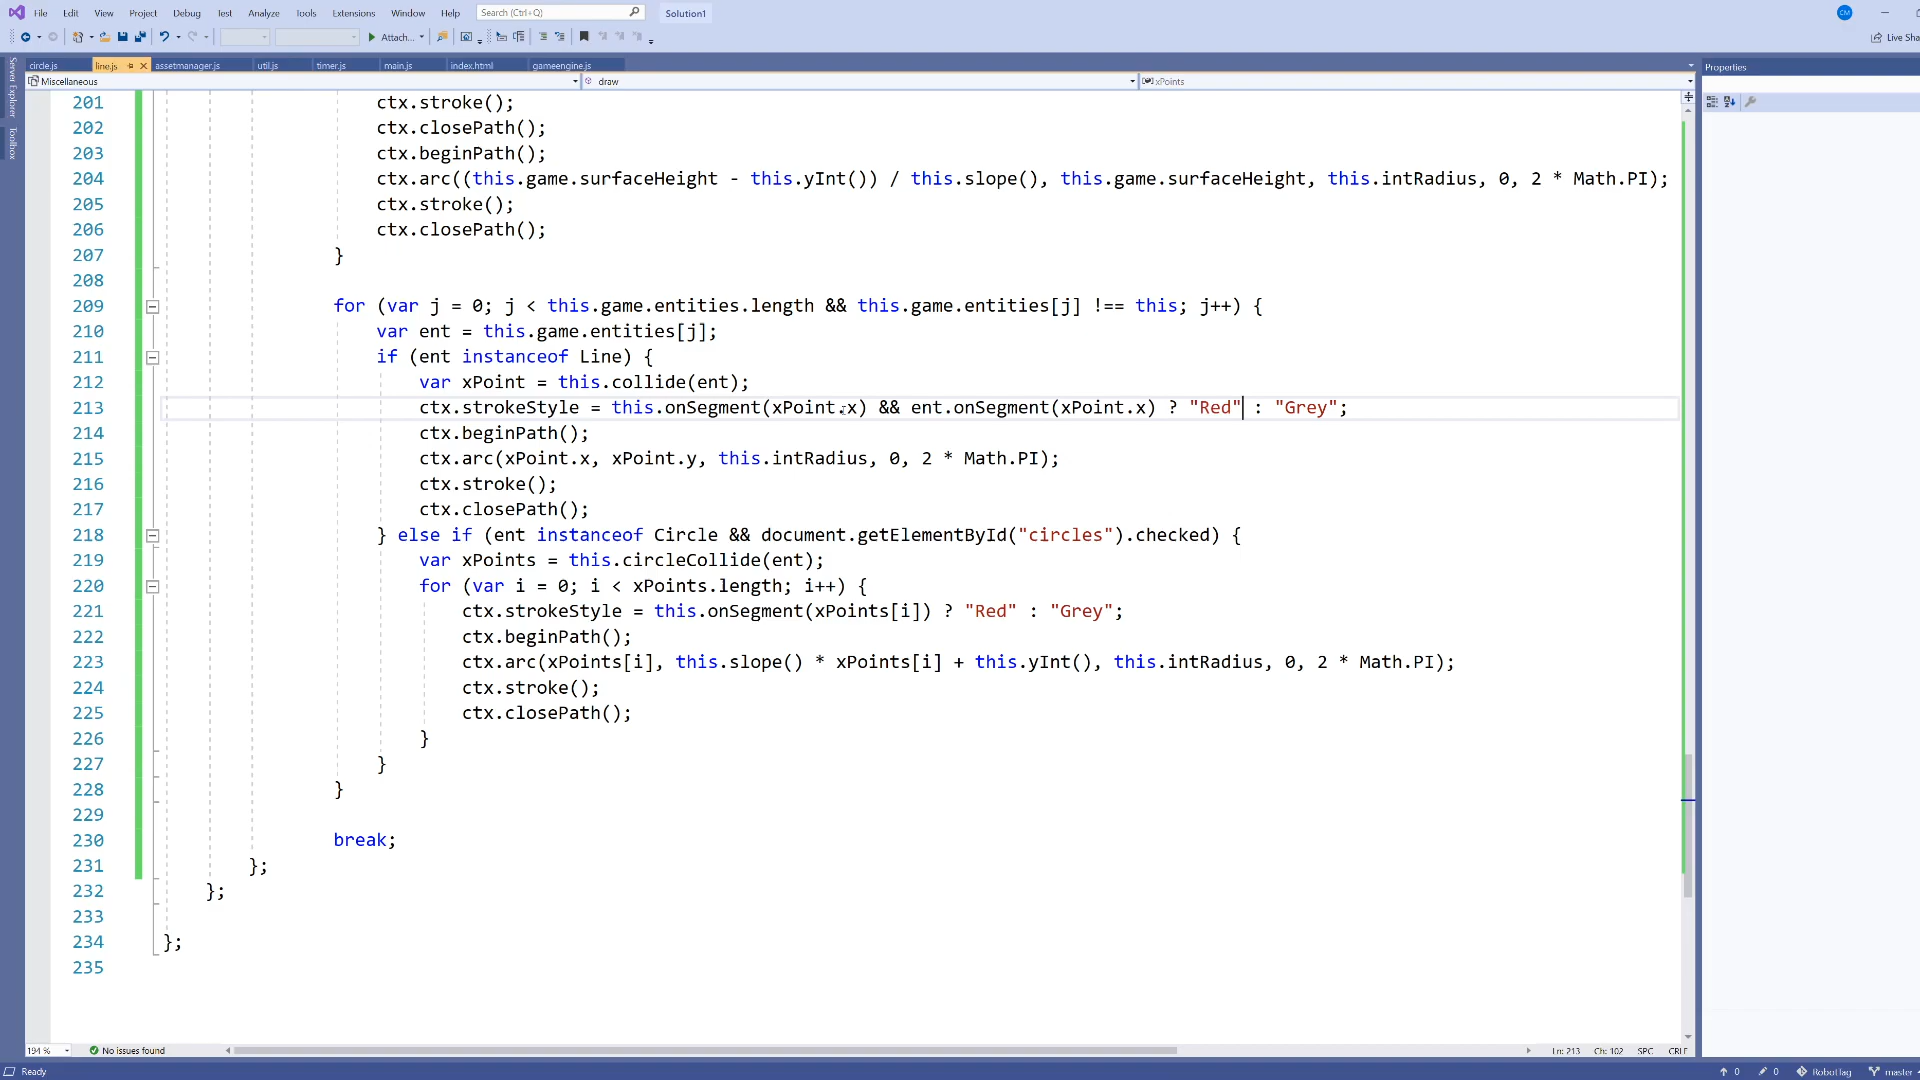 File Edit View Project Debug Test Analyze Tools Extensions Window Help Search (Ctrl+Q) Solution1 CM
Attach... Live Sha
circle.js line.js assetmanager.js util.js timer.js main.js index.html gameengine.js Properties
Miscellaneous draw xPoints
Server Explorer
Toolbox
201 ctx.stroke();
202 ctx.closePath();
203 ctx.beginPath();
204 ctx.arc((this.game.surfaceHeight - this.yInt()) / this.slope(), this.game.surfaceHeight, this.intRadius, 0, 2 * Math.PI);
205 ctx.stroke();
206 ctx.closePath();
207 }
208
209 for (var j = 0; j < this.game.entities.length && this.game.entities[j] !== this; j++) {
210 var ent = this.game.entities[j];
211 if (ent instanceof Line) {
212 var xPoint = this.collide(ent);
213 ctx.strokeStyle = this.onSegment(xPoint.x) && ent.onSegment(xPoint.x) ? "Red" : "Grey";
214 ctx.beginPath();
215 ctx.arc(xPoint.x, xPoint.y, this.intRadius, 0, 2 * Math.PI);
216 ctx.stroke();
217 ctx.closePath();
218 } else if (ent instanceof Circle && document.getElementById("circles").checked) {
219 var xPoints = this.circleCollide(ent);
220 for (var i = 0; i < xPoints.length; i++) {
221 ctx.strokeStyle = this.onSegment(xPoints[i]) ? "Red" : "Grey";
222 ctx.beginPath();
223 ctx.arc(xPoints[i], this.slope() * xPoints[i] + this.yInt(), this.intRadius, 0, 2 * Math.PI);
224 ctx.stroke();
225 ctx.closePath();
226 }
227 }
228 }
229
230 break;
231 };
232 };
233
234 };
235
194 % No issues found Ln: 213 Ch: 102 SPC CRLF
Ready 0 0 RobotTag master